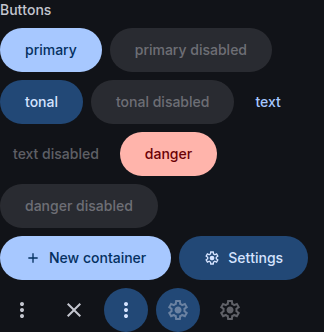 Buttons
primary primary disabled
tonal tonal disabled text
text disabled danger
danger disabled
New container Settings